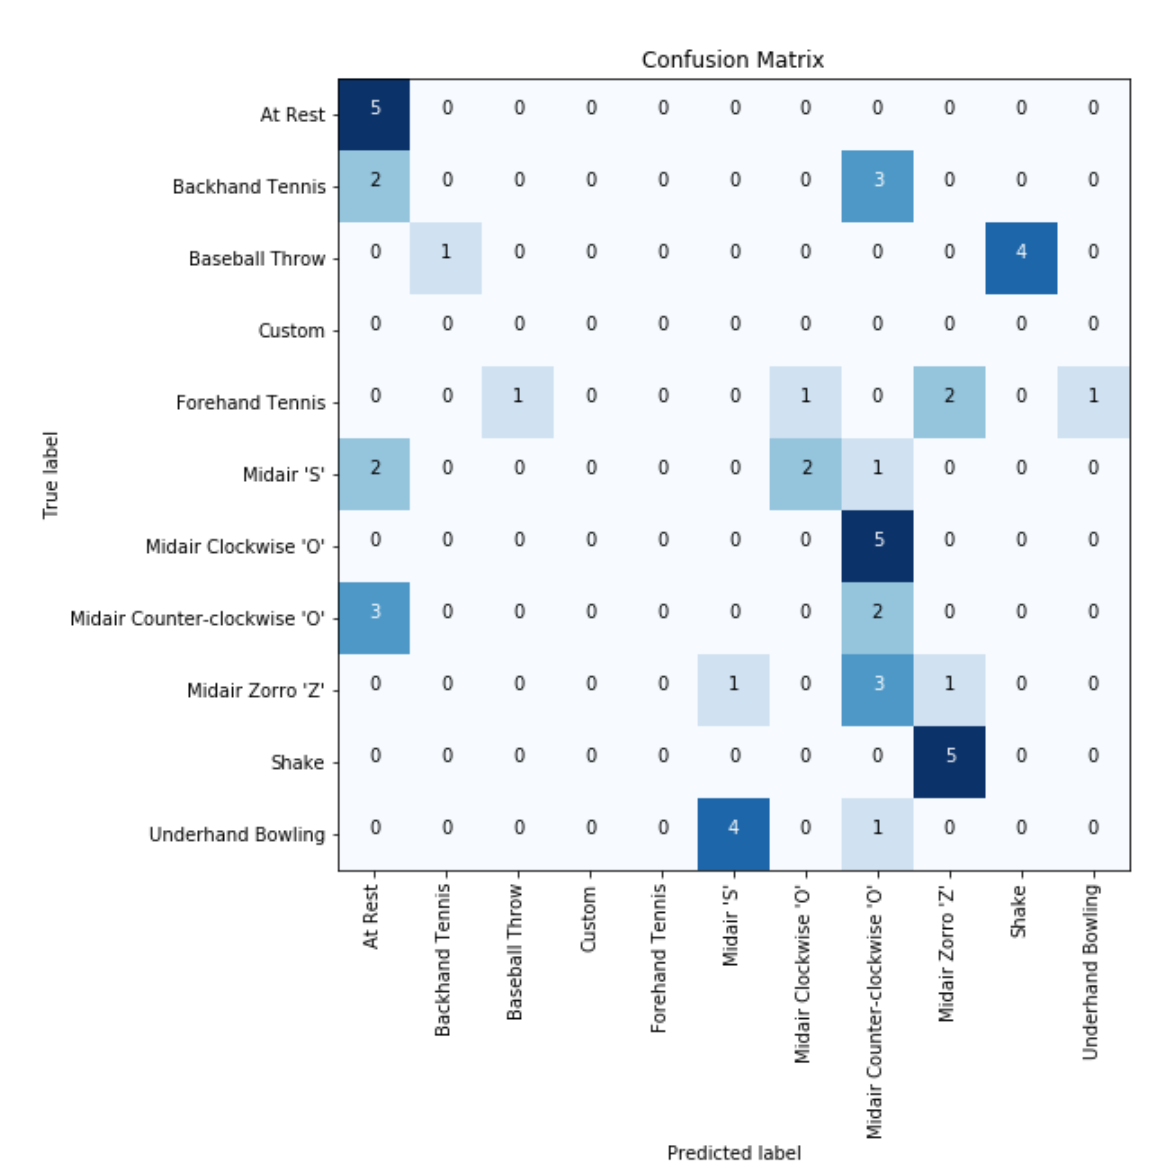 Confusion Matrix
At Rest 5 0 0 0 0 0 0 0 0 0 0
Backhand Tennis 2 0 0 0 0 0 0 3 0 0 0
Baseball Throw 0 1 0 0 0 0 0 0 0 4 0
Custom 0 0 0 0 0 0 0 0 0 0 0
Forehand Tennis 0 0 1 0 0 0 1 0 2 0 1
Midair 'S' 2 0 0 0 0 0 2 1 0 0 0
Midair Clockwise 'O' 0 0 0 0 0 0 0 5 0 0 0
Midair Counter-clockwise 'O' 3 0 0 0 0 0 0 2 0 0 0
Midair Zorro 'Z' 0 0 0 0 0 1 0 3 1 0 0
Shake 0 0 0 0 0 0 0 0 5 0 0
Underhand Bowling 0 0 0 0 0 4 0 1 0 0 0
True label
At Rest
Backhand Tennis
Baseball Throw
Custom
Forehand Tennis
Midair 'S'
Midair Clockwise 'O'
Midair Counter-clockwise 'O'
Midair Zorro 'Z'
Shake
Underhand Bowling
Predicted label